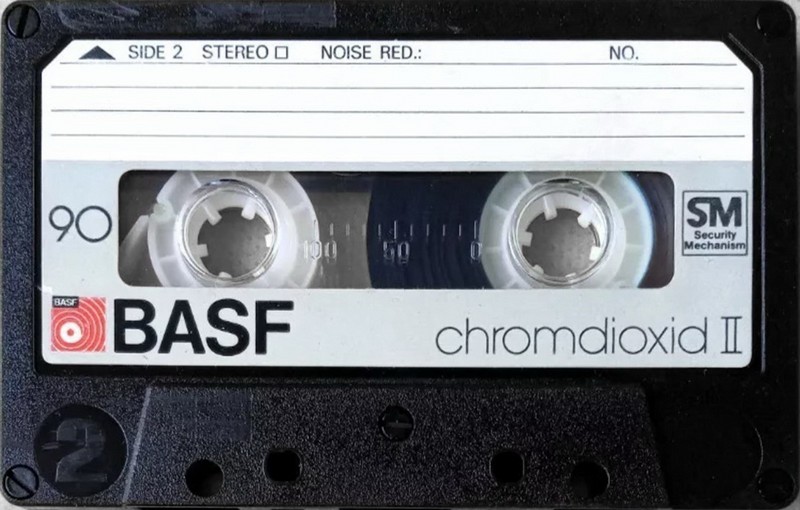 SIDE 2 STEREO NOISE RED.: NO.
90
100 50 0
SM
Security
Mechanism
BASF
BASF
chromdioxid II
2